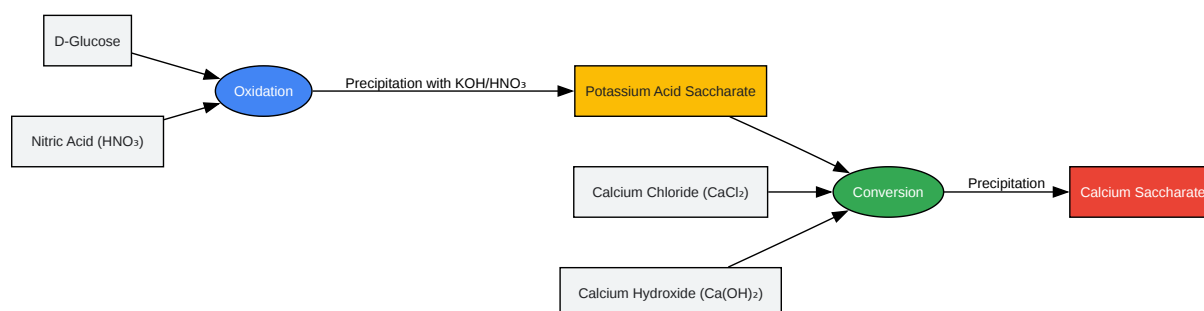 D-Glucose
Nitric Acid (HNO₃)
Oxidation
Precipitation with KOH/HNO₃
Potassium Acid Saccharate
Calcium Chloride (CaCl₂)
Calcium Hydroxide (Ca(OH)₂)
Conversion
Precipitation
Calcium Saccharate